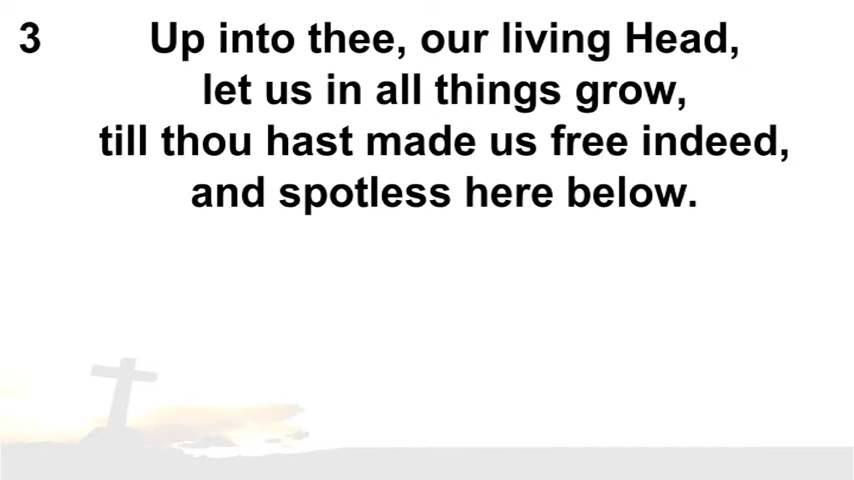 3 Up into thee, our living Head,
let us in all things grow,
till thou hast made us free indeed,
and spotless here below.